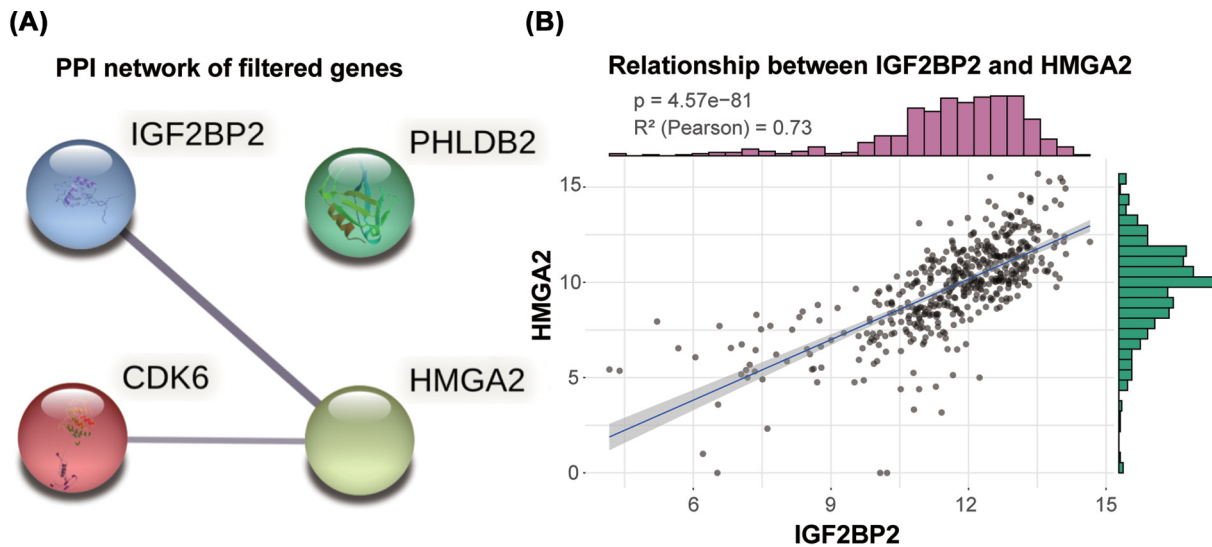 (A)
PPI network of filtered genes
IGF2BP2
PHLDB2
CDK6
HMGA2
(B)
Relationship between IGF2BP2 and HMGA2
p = 4.57e−81
R² (Pearson) = 0.73
15
10
5
0
HMGA2
6 9 12 15
IGF2BP2